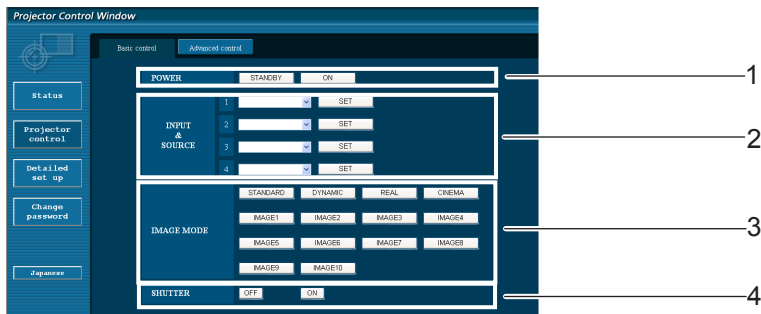 Projector Control Window
Basic control Advanced control
POWER STANDBY ON 1
Status
INPUT & SOURCE
1 SET
2 SET
3 SET
4 SET
2
Projector control
Detailed set up
Change password
Japanese
IMAGE MODE
STANDARD DYNAMIC REAL CINEMA
IMAGE1 IMAGE2 IMAGE3 IMAGE4
IMAGE5 IMAGE6 IMAGE7 IMAGE8
IMAGE9 IMAGE10
3
SHUTTER OFF ON 4